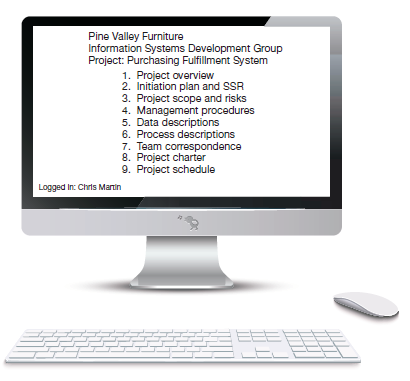 Pine Valley Furniture
Information Systems Development Group
Project: Purchasing Fulfillment System
1. Project overview
2. Initiation plan and SSR
3. Project scope and risks
4. Management procedures
5. Data descriptions
6. Process descriptions
7. Team correspondence
8. Project charter
9. Project schedule
Logged In: Chris Martin